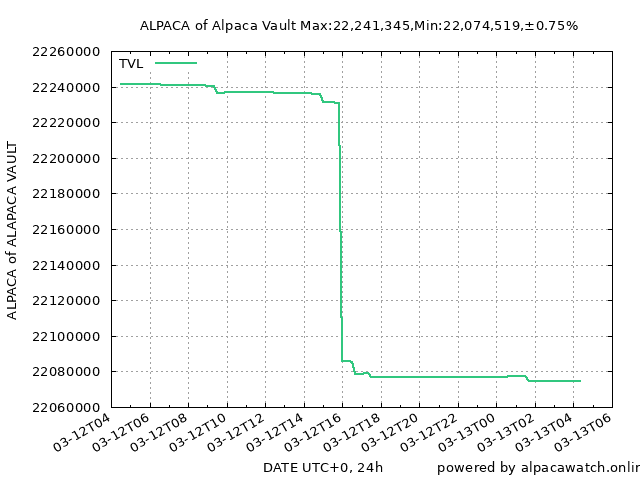 ALPACA of Alpaca Vault Max:22,241,345,Min:22,074,519,±0.75%
TVL
ALPACA of ALAPACA VAULT
22260000
22240000
22220000
22200000
22180000
22160000
22140000
22120000
22100000
22080000
22060000
03-12T04
03-12T06
03-12T08
03-12T10
03-12T12
03-12T14
03-12T16
03-12T18
03-12T20
03-12T22
03-13T00
03-13T02
03-13T04
03-13T06
DATE UTC+0, 24h
powered by alpacawatch.onlin